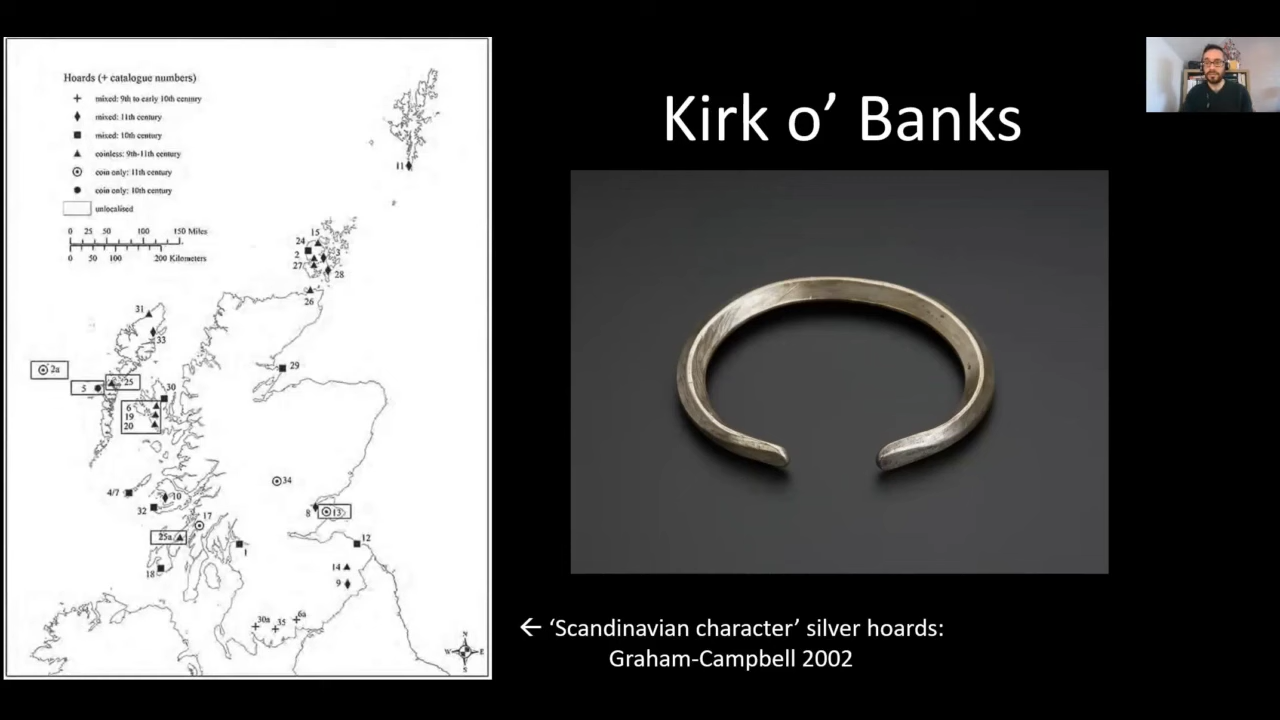 Hoards (+ catalogue numbers)
mixed: 9th to early 10th century
mixed: 11th century
mixed: 10th century
coinless: 9th-11th century
coin only: 11th century
coin only: 10th century
unlocalised
0 25 50 100 150 Miles
0 50 100 200 Kilometers
11
15
24
2
3
27
28
26
31
33
2a
29
5
25
30
6
19
20
34
4/7
10
32
17
8
13
25a
1
12
18
14
9
30a
35
6a
N
W E
S
Kirk o’ Banks
← ‘Scandinavian character’ silver hoards:
Graham-Campbell 2002